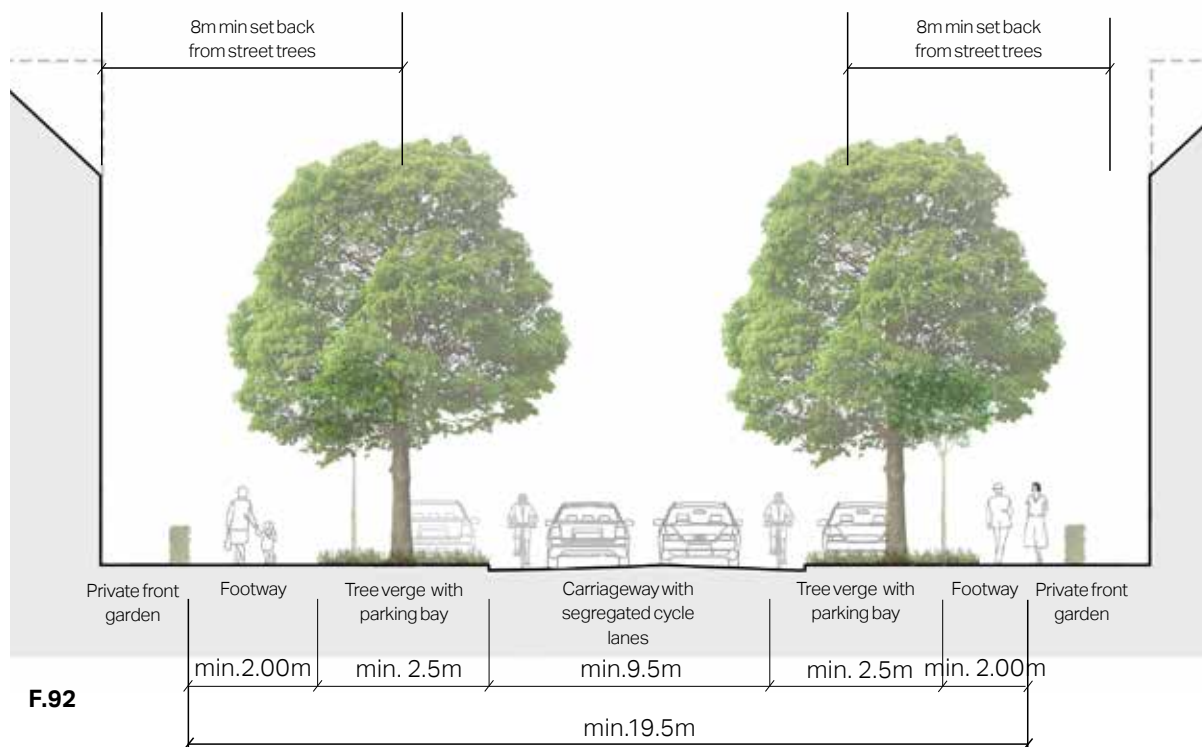 8m min set back
from street trees
8m min set back
from street trees
Private front
garden
Footway
Tree verge with
parking bay
Carriageway with
segregated cycle
lanes
Tree verge with
parking bay
Footway
Private front
garden
min.2.00m
min. 2.5m
min.9.5m
min. 2.5m
min. 2.00m
F.92
min.19.5m